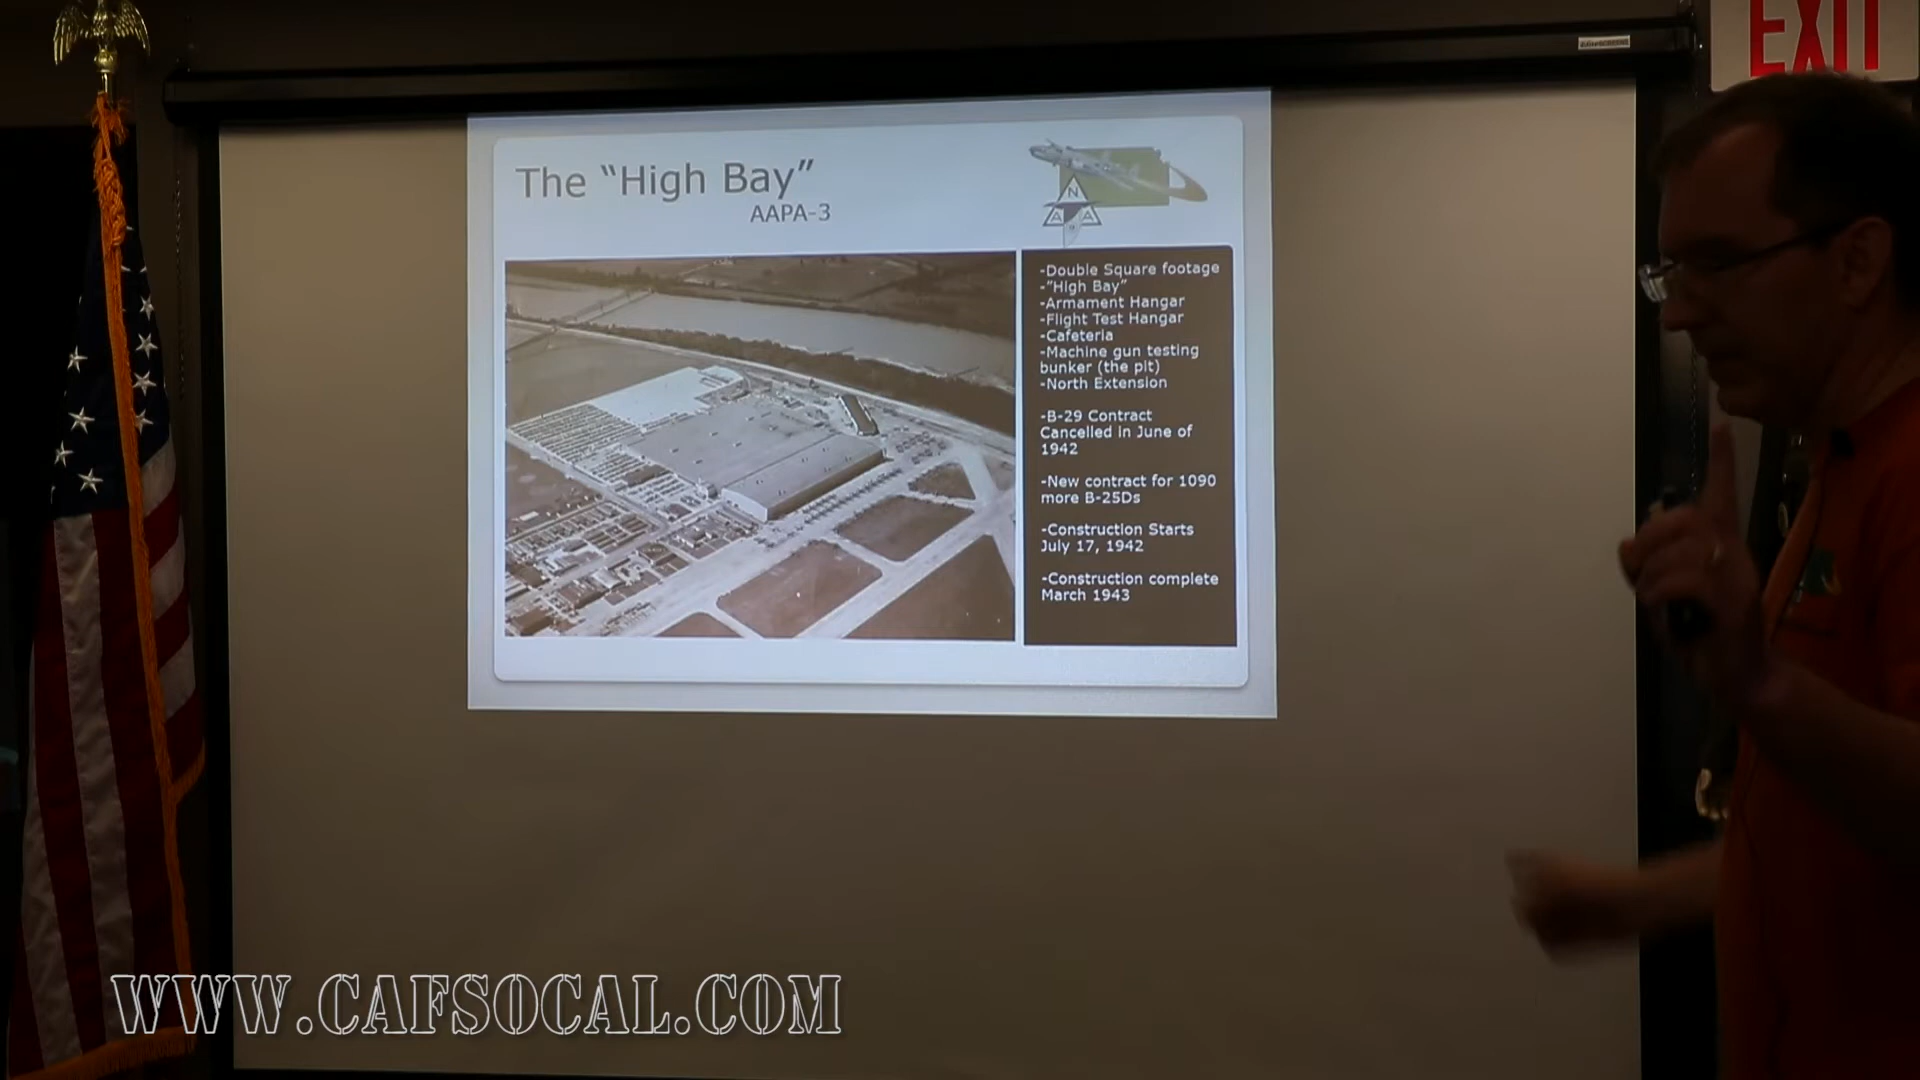 EXIT
The “High Bay”
AAPA-3
N
A A
-Double Square footage
-"High Bay"
-Armament Hangar
-Flight Test Hangar
-Cafeteria
-Machine gun testing
bunker (the pit)
-North Extension
-B-29 Contract
Cancelled in June of
1942
-New contract for 1090
more B-25Ds
-Construction Starts
July 17, 1942
-Construction complete
March 1943
WWW.CAFSOCAL.COM